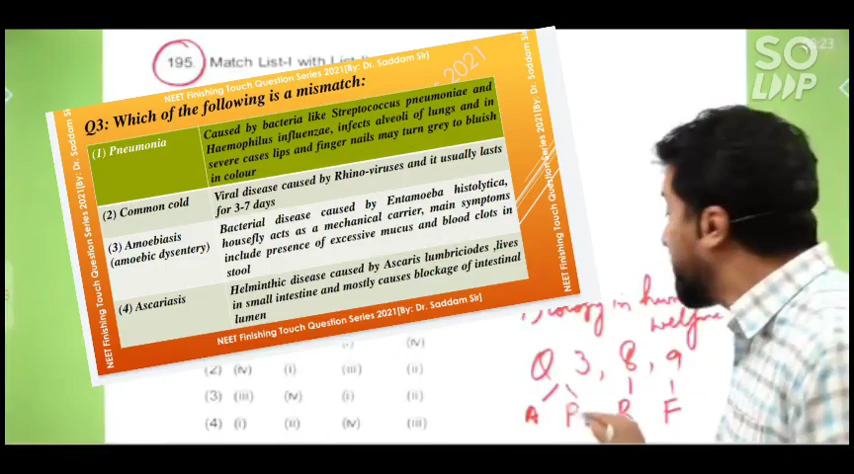 SO
LOOP
195. Match List-I with List-
NEET Finishing Touch Question Series 2021[By: Dr. Saddam Sir]
2021
Q3: Which of the following is a mismatch:
(1) Pneumonia
Caused by bacteria like Streptococcus pneumoniae and
Haemophilus influenzae, infects alveoli of lungs and in
severe cases lips and finger nails may turn grey to bluish
in colour
(2) Common cold
Viral disease caused by Rhino-viruses and it usually lasts
for 3-7 days
(3) Amoebiasis
(amoebic dysentery)
Bacterial disease caused by Entamoeba histolytica,
housefly acts as a mechanical carrier, main symptoms
include presence of excessive mucus and blood clots in
stool
(4) Ascariasis
Helminthic disease caused by Ascaris lumbriciodes ,lives
in small intestine and mostly causes blockage of intestinal
lumen
NEET Finishing Touch Question Series 2021[By: Dr. Saddam Sir]
NEET Finishing Touch Question Series 2021[By: Dr. Saddam Sir]
NEET Finishing Touch Question Series 2021[By: Dr. Saddam Sir]
(iv)
(2) (iv) (i) (iii) (ii)
(3) (iii) (iv) (i) (ii)
(4) (i) (ii) (iv) (iii)
in
welfare
Q 3, 8, 9
A P R F